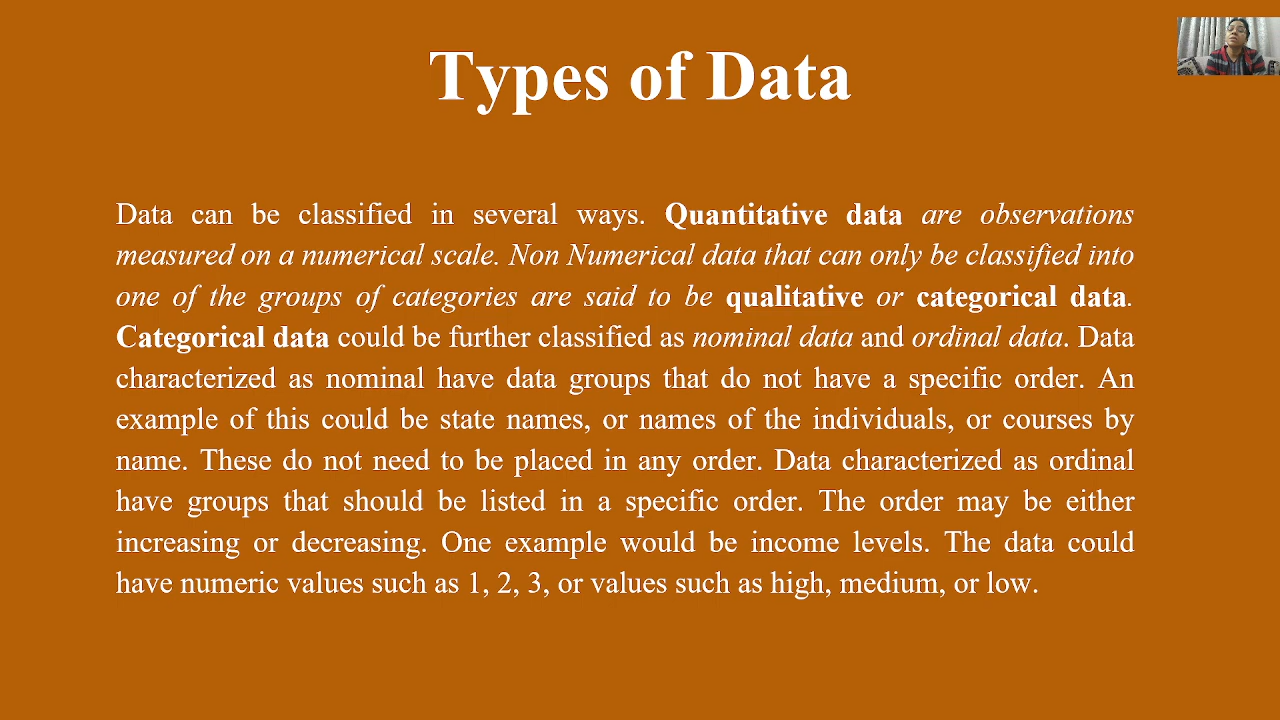 Types of Data
Data can be classified in several ways. Quantitative data are observations
measured on a numerical scale. Non Numerical data that can only be classified into
one of the groups of categories are said to be qualitative or categorical data.
Categorical data could be further classified as nominal data and ordinal data. Data
characterized as nominal have data groups that do not have a specific order. An
example of this could be state names, or names of the individuals, or courses by
name. These do not need to be placed in any order. Data characterized as ordinal
have groups that should be listed in a specific order. The order may be either
increasing or decreasing. One example would be income levels. The data could
have numeric values such as 1, 2, 3, or values such as high, medium, or low.